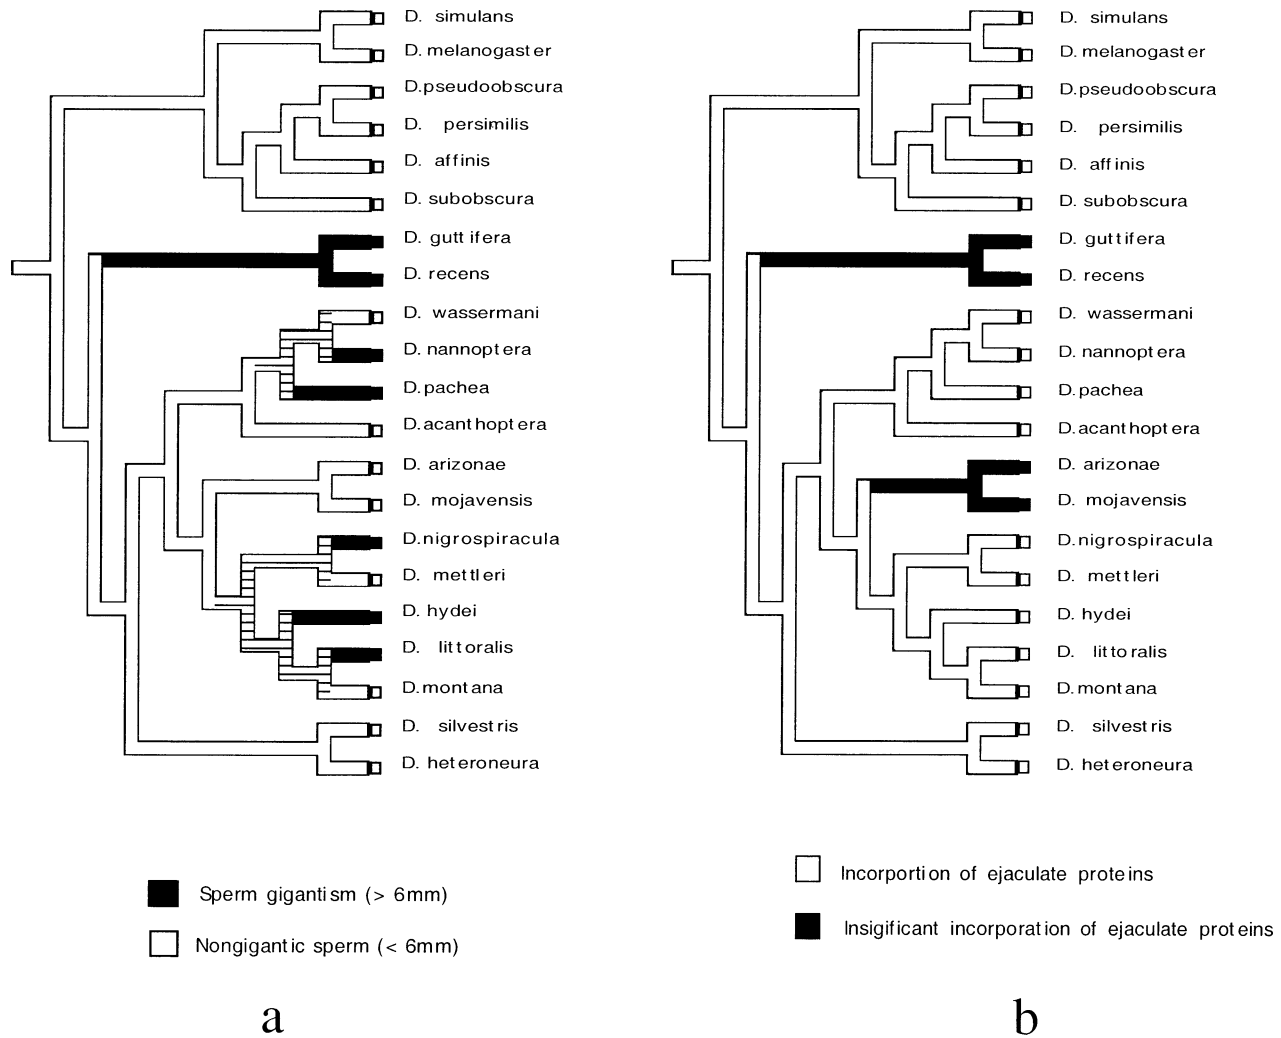 D. simulans
D. melanogaster
D.pseudoobscura
D. persimilis
D. affinis
D. subobscura
D. guttifera
D. recens
D. wassermani
D. nannoptera
D.pachea
D.acanthoptera
D. arizonae
D. mojavensis
D.nigrospiracula
D. mettleri
D. hydei
D. littoralis
D.montana
D. silvestris
D. heteroneura
Sperm gigantism (> 6mm)
Nongigantic sperm (< 6mm)
a
D. simulans
D. melanogaster
D.pseudoobscura
D. persimilis
D. affinis
D. subobscura
D. guttifera
D. recens
D. wassermani
D. nannoptera
D. pachea
D.acanthoptera
D. arizonae
D. mojavensis
D.nigrospiracula
D. mettleri
D. hydei
D. littoralis
D.montana
D. silvestris
D. heteroneura
Incorportion of ejaculate proteins
Insigificant incorporation of ejaculate proteins
b